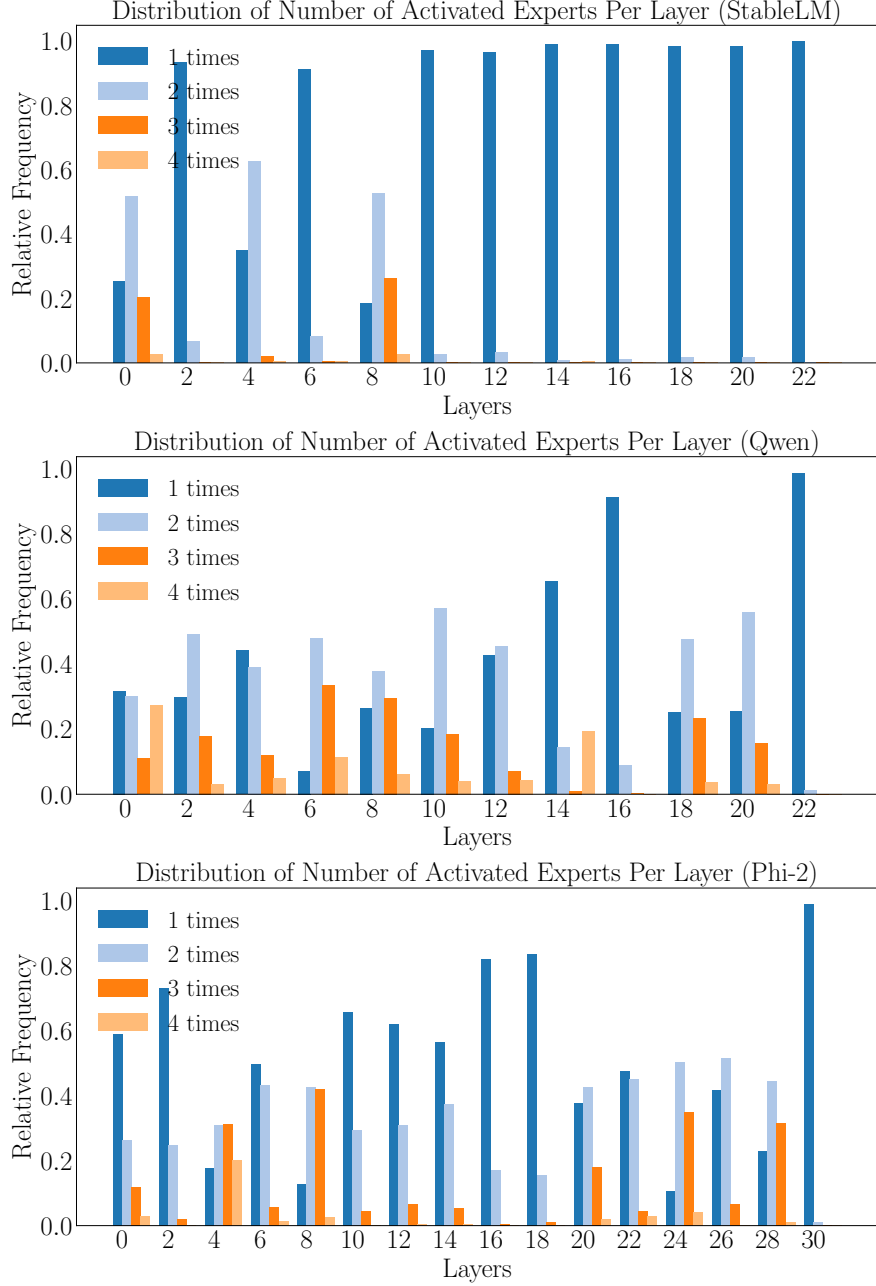 Distribution of Number of Activated Experts Per Layer (StableLM)
1.0
0.8
0.6
0.4
0.2
0.0
Relative Frequency
1 times
2 times
3 times
4 times
0 2 4 6 8 10 12 14 16 18 20 22
Layers
Distribution of Number of Activated Experts Per Layer (Qwen)
1.0
0.8
0.6
0.4
0.2
0.0
Relative Frequency
1 times
2 times
3 times
4 times
0 2 4 6 8 10 12 14 16 18 20 22
Layers
Distribution of Number of Activated Experts Per Layer (Phi-2)
1.0
0.8
0.6
0.4
0.2
0.0
Relative Frequency
1 times
2 times
3 times
4 times
0 2 4 6 8 10 12 14 16 18 20 22 24 26 28 30
Layers